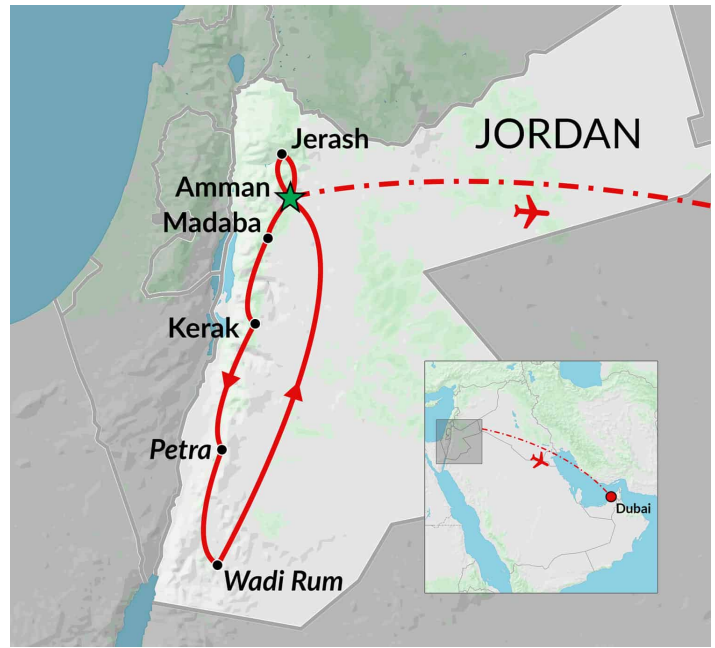 JORDAN
Jerash
Amman
Madaba
Kerak
Petra
Wadi Rum
Dubai